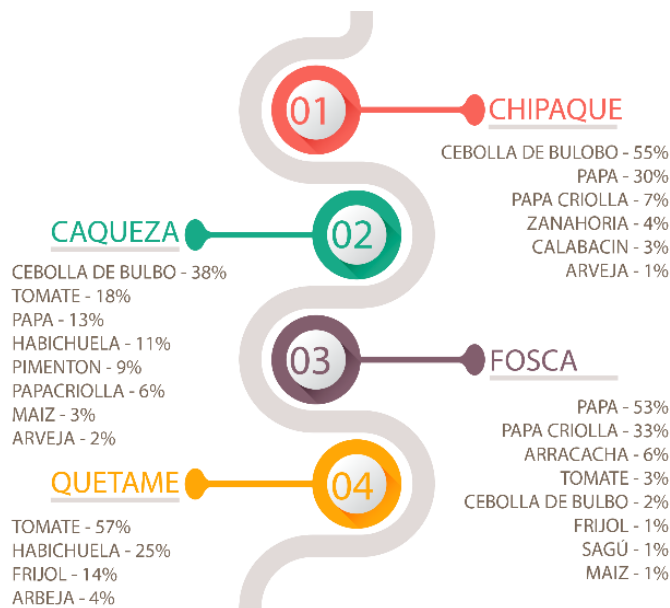 01
CHIPAQUE
CEBOLLA DE BULOBO - 55%
PAPA - 30%
PAPA CRIOLLA - 7%
ZANAHORIA - 4%
CALABACIN - 3%
ARVEJA - 1%
CAQUEZA
02
CEBOLLA DE BULBO - 38%
TOMATE - 18%
PAPA - 13%
HABICHUELA - 11%
PIMENTON - 9%
PAPACRIOLLA - 6%
MAIZ - 3%
ARVEJA - 2%
03
FOSCA
PAPA - 53%
PAPA CRIOLLA - 33%
ARRACACHA - 6%
TOMATE - 3%
CEBOLLA DE BULBO - 2%
FRIJOL - 1%
SAGÚ - 1%
MAIZ - 1%
QUETAME
04
TOMATE - 57%
HABICHUELA - 25%
FRIJOL - 14%
ARBEJA - 4%